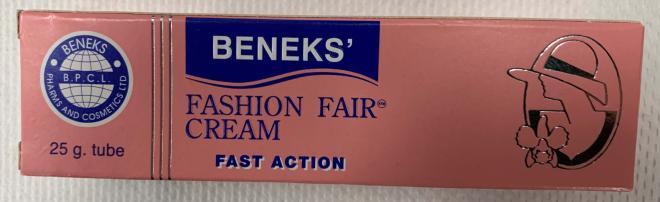 BENEKS
B.P.C.L.
PHARMS AND COSMETICS LTD
25 g. tube
BENEKS'
FASHION FAIR
CREAM
FAST ACTION